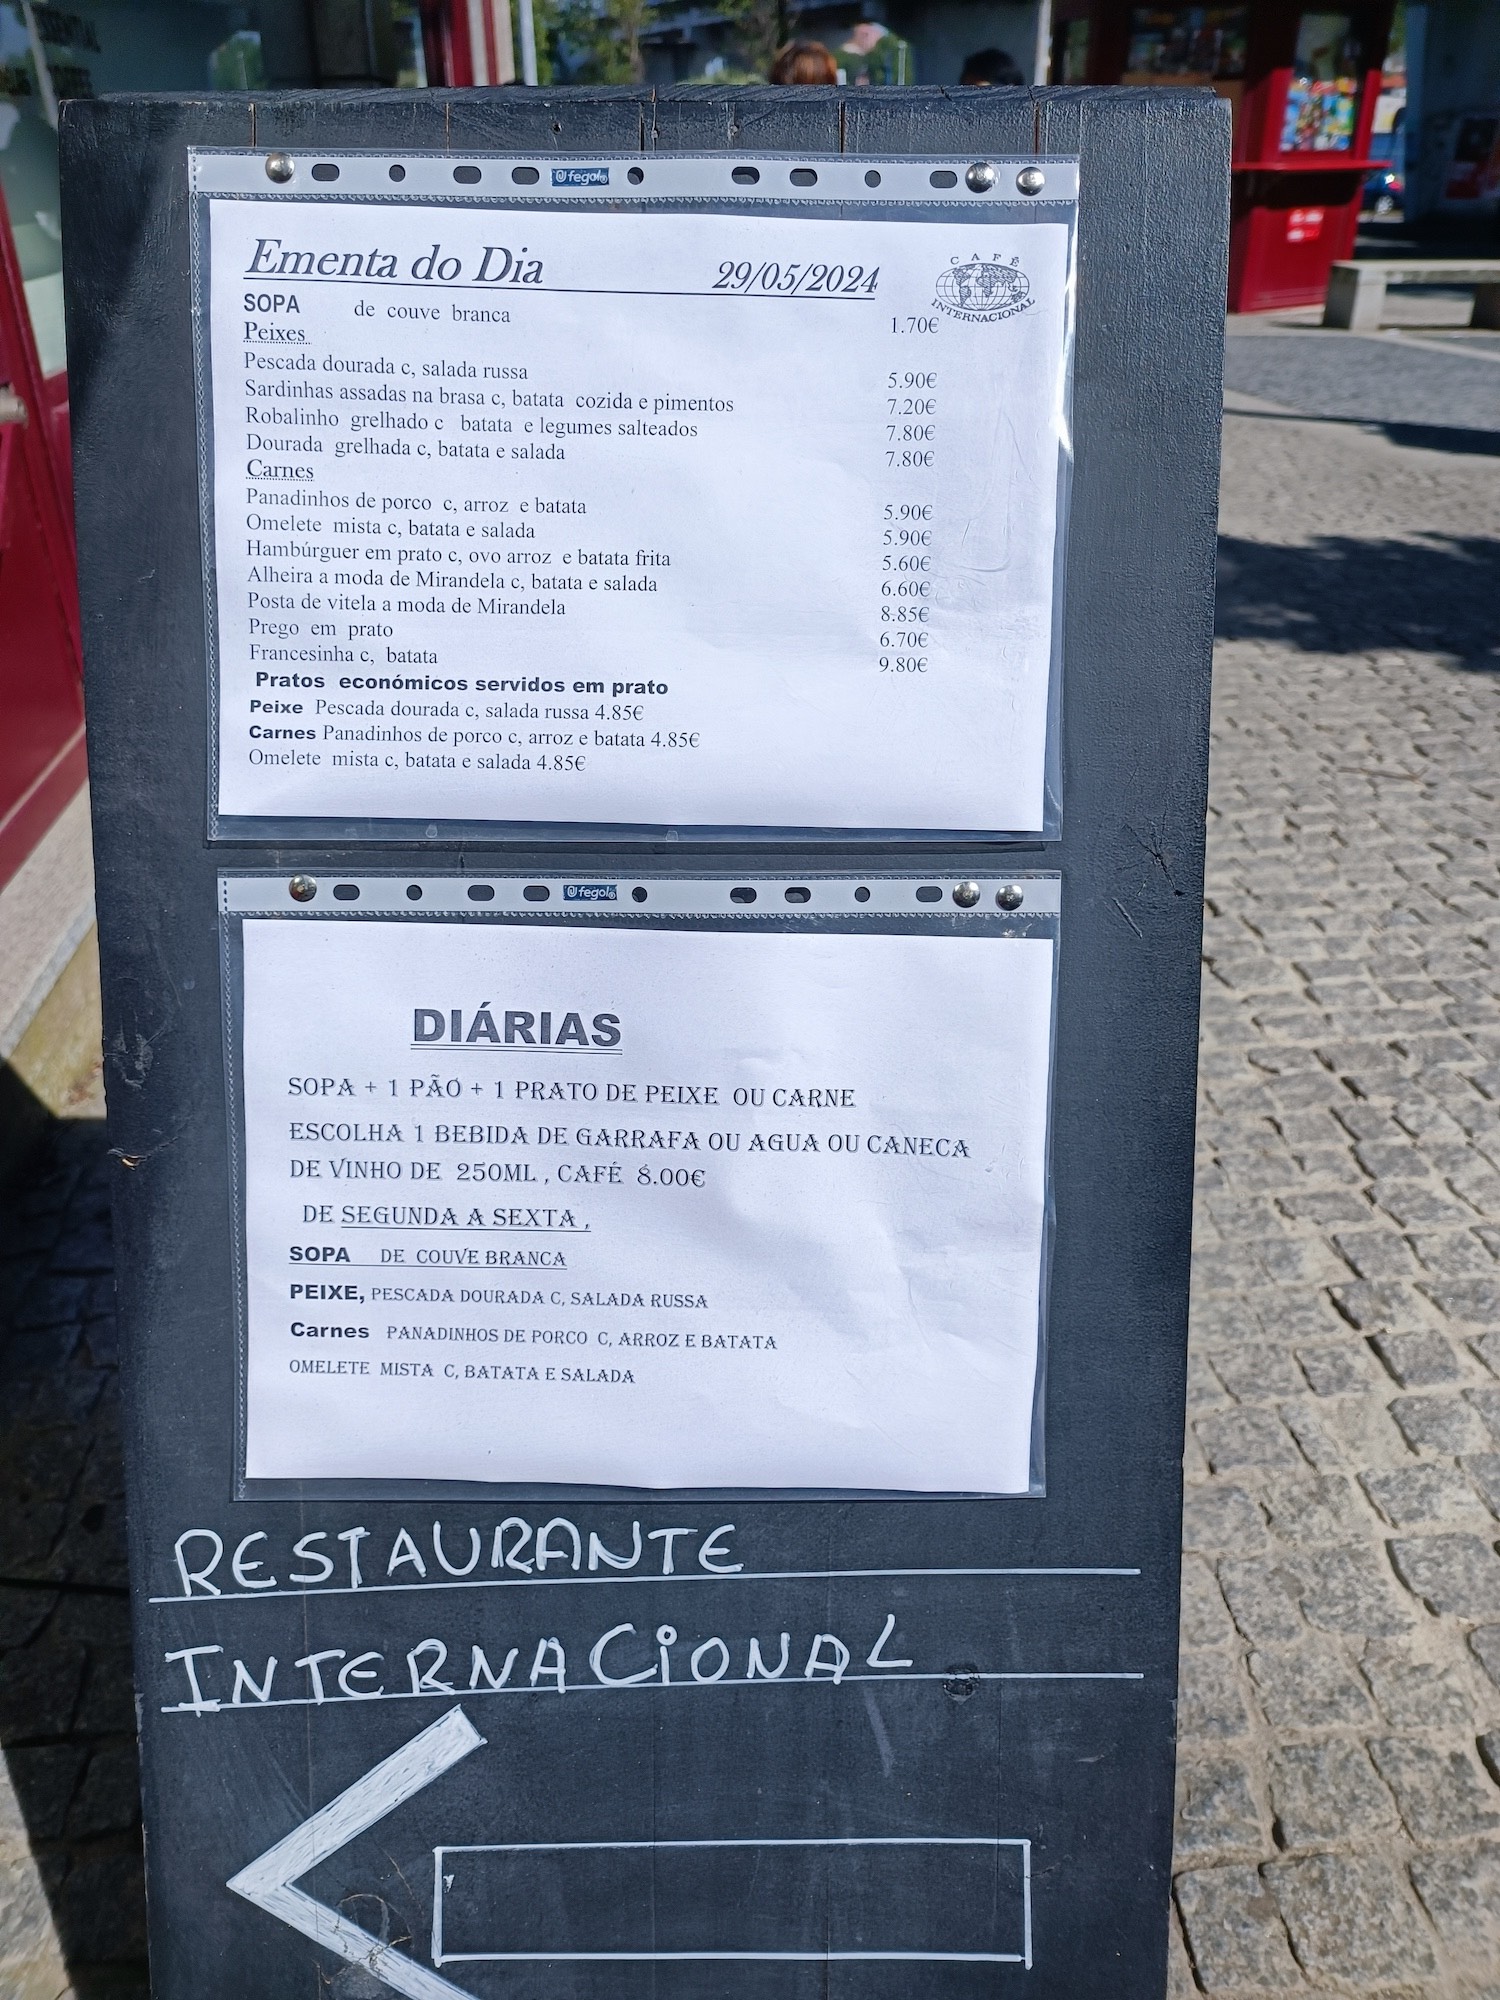 fegol
Ementa do Dia 29/05/2024
CAFÉ INTERNACIONAL
SOPA de couve branca 1.70€
Peixes
Pescada dourada c, salada russa 5.90€
Sardinhas assadas na brasa c, batata cozida e pimentos 7.20€
Robalinho grelhado c batata e legumes salteados 7.80€
Dourada grelhada c, batata e salada 7.80€
Carnes
Panadinhos de porco c, arroz e batata 5.90€
Omelete mista c, batata e salada 5.90€
Hambúrguer em prato c, ovo arroz e batata frita 5.60€
Alheira a moda de Mirandela c, batata e salada 6.60€
Posta de vitela a moda de Mirandela 8.85€
Prego em prato 6.70€
Francesinha c, batata 9.80€
Pratos económicos servidos em prato
Peixe Pescada dourada c, salada russa 4.85€
Carnes Panadinhos de porco c, arroz e batata 4.85€
Omelete mista c, batata e salada 4.85€
fegol
DIÁRIAS
SOPA + 1 PÃO + 1 PRATO DE PEIXE OU CARNE
ESCOLHA 1 BEBIDA DE GARRAFA OU AGUA OU CANECA
DE VINHO DE 250ML , CAFÉ 8.00€
DE SEGUNDA A SEXTA ,
SOPA DE COUVE BRANCA
PEIXE, PESCADA DOURADA C, SALADA RUSSA
Carnes PANADINHOS DE PORCO C, ARROZ E BATATA
OMELETE MISTA C, BATATA E SALADA
RESTAURANTE
INTERNACIONAL